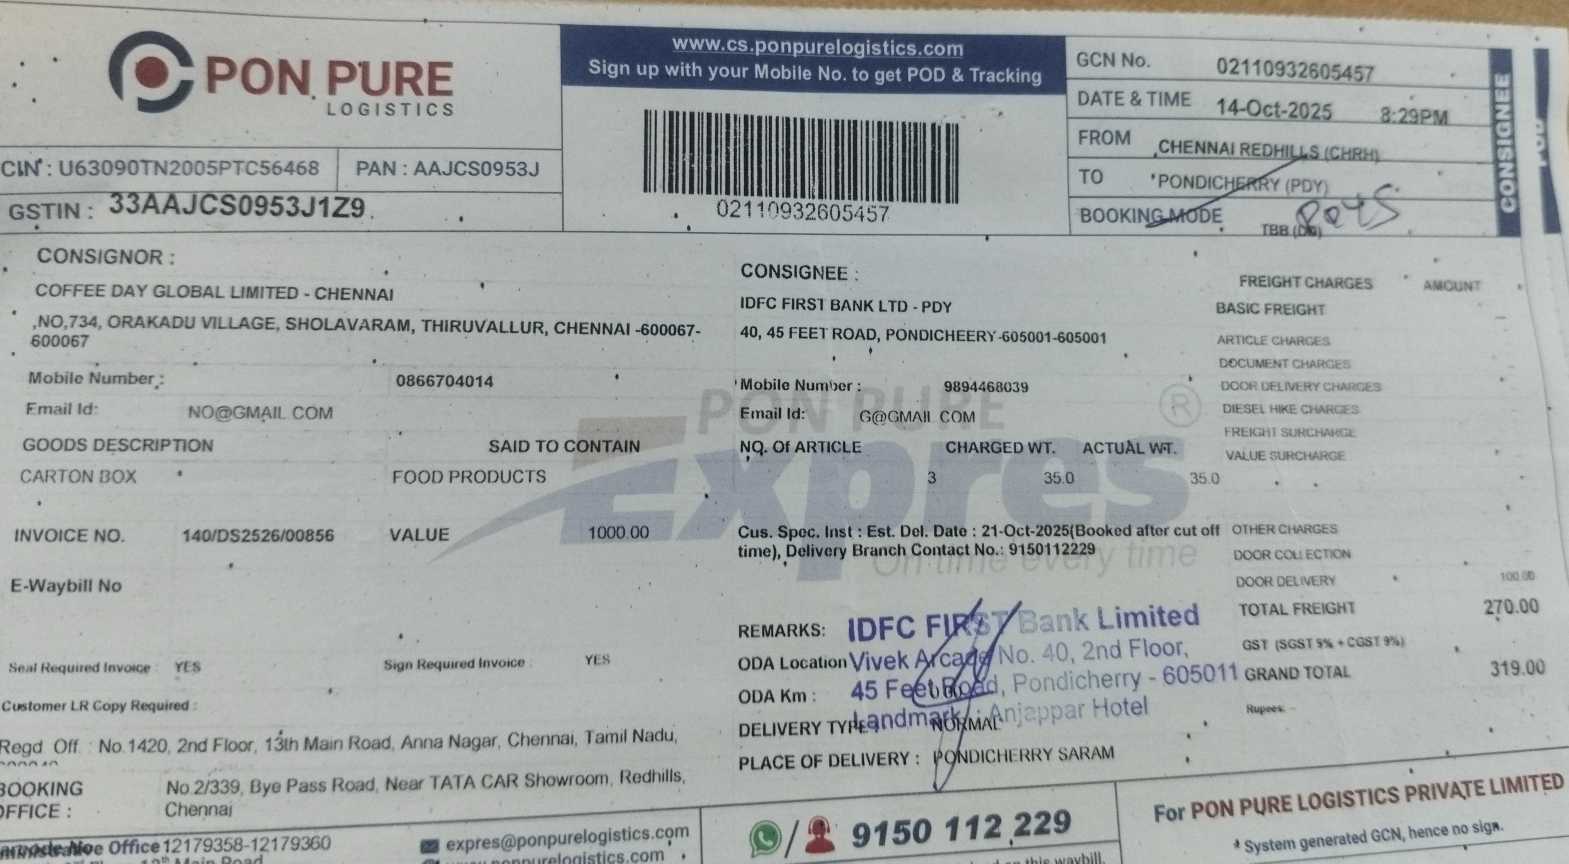 PON PURE
LOGISTICS
www.cs.ponpurelogistics.com
Sign up with your Mobile No. to get POD & Tracking
02110932605457
GCN No. 02110932605457
DATE & TIME 14-Oct-2025 8:29PM
FROM CHENNAI REDHILLS (CHRH)
TO PONDICHERRY (PDY)
BOOKING MODE TBB
CONSIGNEE
POD
CIN : U63090TN2005PTC56468 PAN : AAJCS0953J
GSTIN : 33AAJCS0953J1Z9
CONSIGNOR :
COFFEE DAY GLOBAL LIMITED - CHENNAI
,NO,734, ORAKADU VILLAGE, SHOLAVARAM, THIRUVALLUR, CHENNAI -600067-
600067
Mobile Number : 0866704014
Email Id: NO@GMAIL COM
CONSIGNEE :
IDFC FIRST BANK LTD - PDY
40, 45 FEET ROAD, PONDICHEERY-605001-605001
Mobile Number : 9894468039
Email Id: G@GMAIL COM
PON PURE
Expres
On time every time
®
GOODS DESCRIPTION SAID TO CONTAIN NO. Of ARTICLE CHARGED WT. ACTUAL WT.
CARTON BOX FOOD PRODUCTS 3 35.0 35.0
INVOICE NO. 140/DS2526/00856 VALUE 1000.00
E-Waybill No
Cus. Spec. Inst : Est. Del. Date : 21-Oct-2025(Booked after cut off
time), Delivery Branch Contact No.: 9150112229
FREIGHT CHARGES AMOUNT
BASIC FREIGHT
ARTICLE CHARGES
DOCUMENT CHARGES
DOOR DELIVERY CHARGES
DIESEL HIKE CHARGES
FREIGHT SURCHARGE
VALUE SURCHARGE
OTHER CHARGES
DOOR COLLECTION
DOOR DELIVERY 100.00
TOTAL FREIGHT 270.00
GST (SGST 9% + CGST 9%)
GRAND TOTAL 319.00
Rupees:
Seal Required Invoice : YES Sign Required Invoice : YES
Customer LR Copy Required :
REMARKS:
ODA Location
ODA Km :
DELIVERY TYPE NORMAL
PLACE OF DELIVERY : PONDICHERRY SARAM
IDFC FIRST Bank Limited
Vivek Arcade No. 40, 2nd Floor,
45 Feet Road, Pondicherry - 605011
Landmark : Anjappar Hotel
Regd Off : No.1420, 2nd Floor, 13th Main Road, Anna Nagar, Chennai, Tamil Nadu,
BOOKING OFFICE : No.2/339, Bye Pass Road, Near TATA CAR Showroom, Redhills,
Chennai
Office 12179358-12179360
Main Road
expres@ponpurelogistics.com
9150 112 229
on this waybill.
For PON PURE LOGISTICS PRIVATE LIMITED
* System generated GCN, hence no sign.